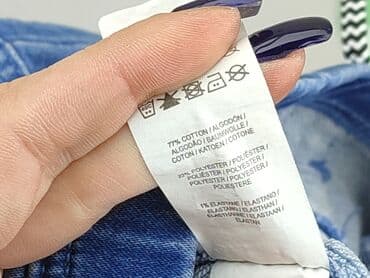 77% COTTON / ALGODÓN /
ALGODÃO / BAUMWOLLE /
COTON / KATOEN / COTONE
22% POLYESTER / POLIÉSTER /
POLIÉSTER / POLYESTER /
POLYESTER / POLYESTER /
POLIESTERE
1% ELASTANE / ELASTANO /
ELASTANO / ELASTHAN /
ELASTHANNE / ELASTAAN /